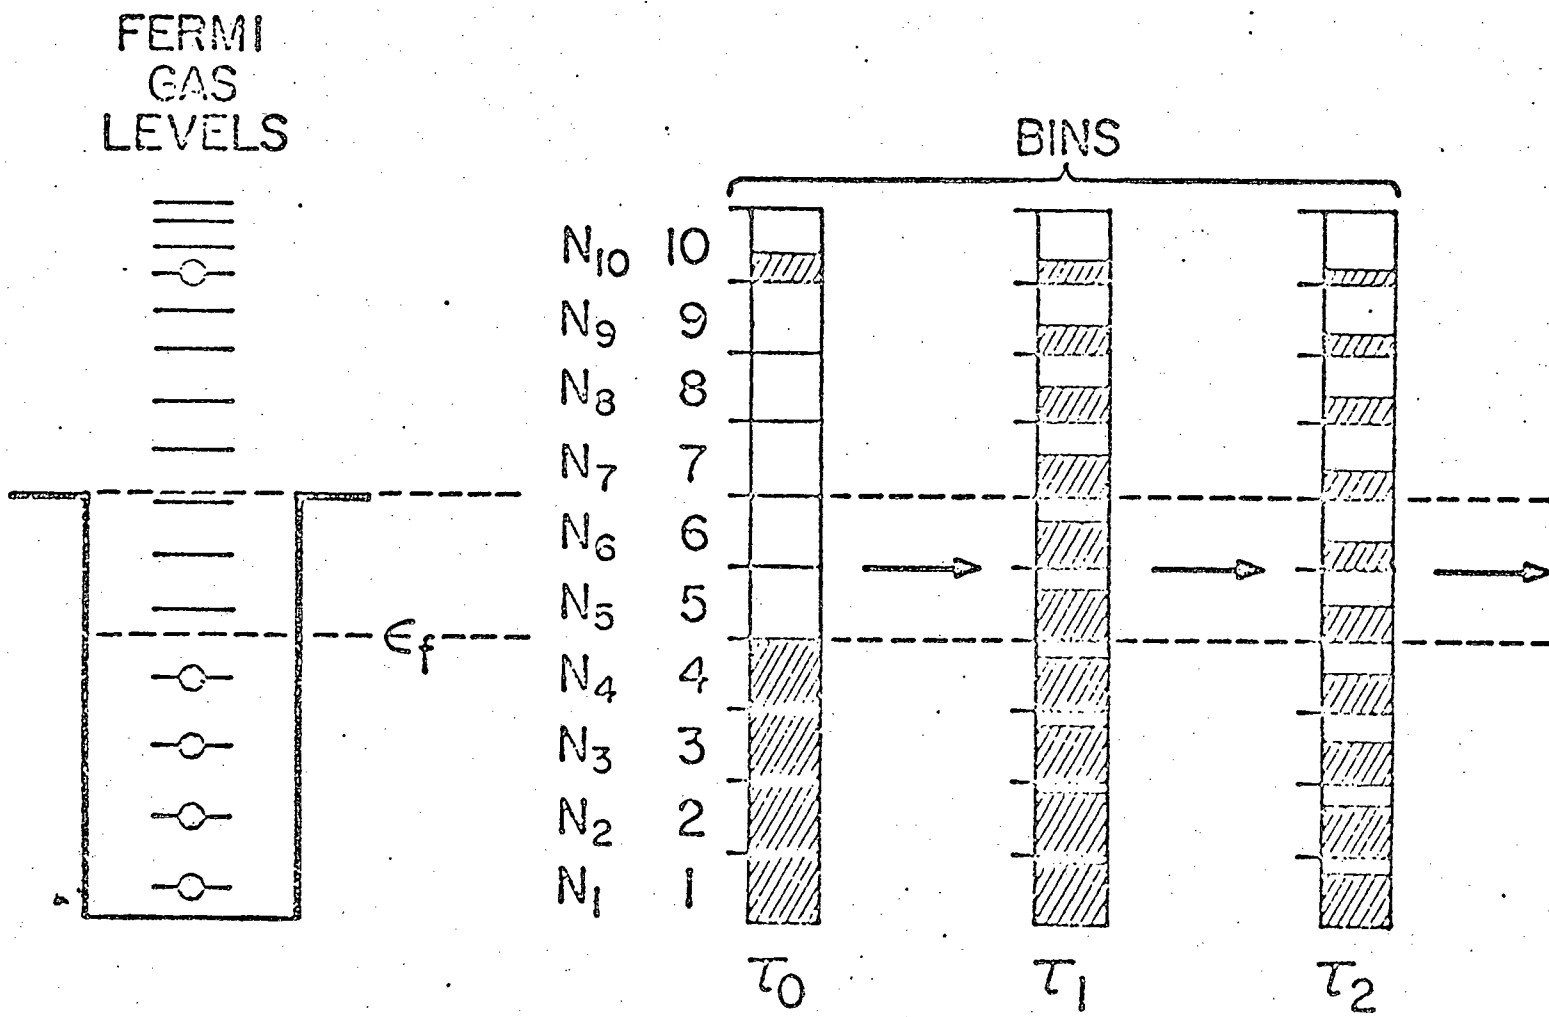 FERMI
GAS
LEVELS
BINS
N₁₀ 10
N₉ 9
N₈ 8
N₇ 7
N₆ 6
N₅ 5
ϵ_f
N₄ 4
N₃ 3
N₂ 2
N₁ 1
τ₀ τ₁ τ₂